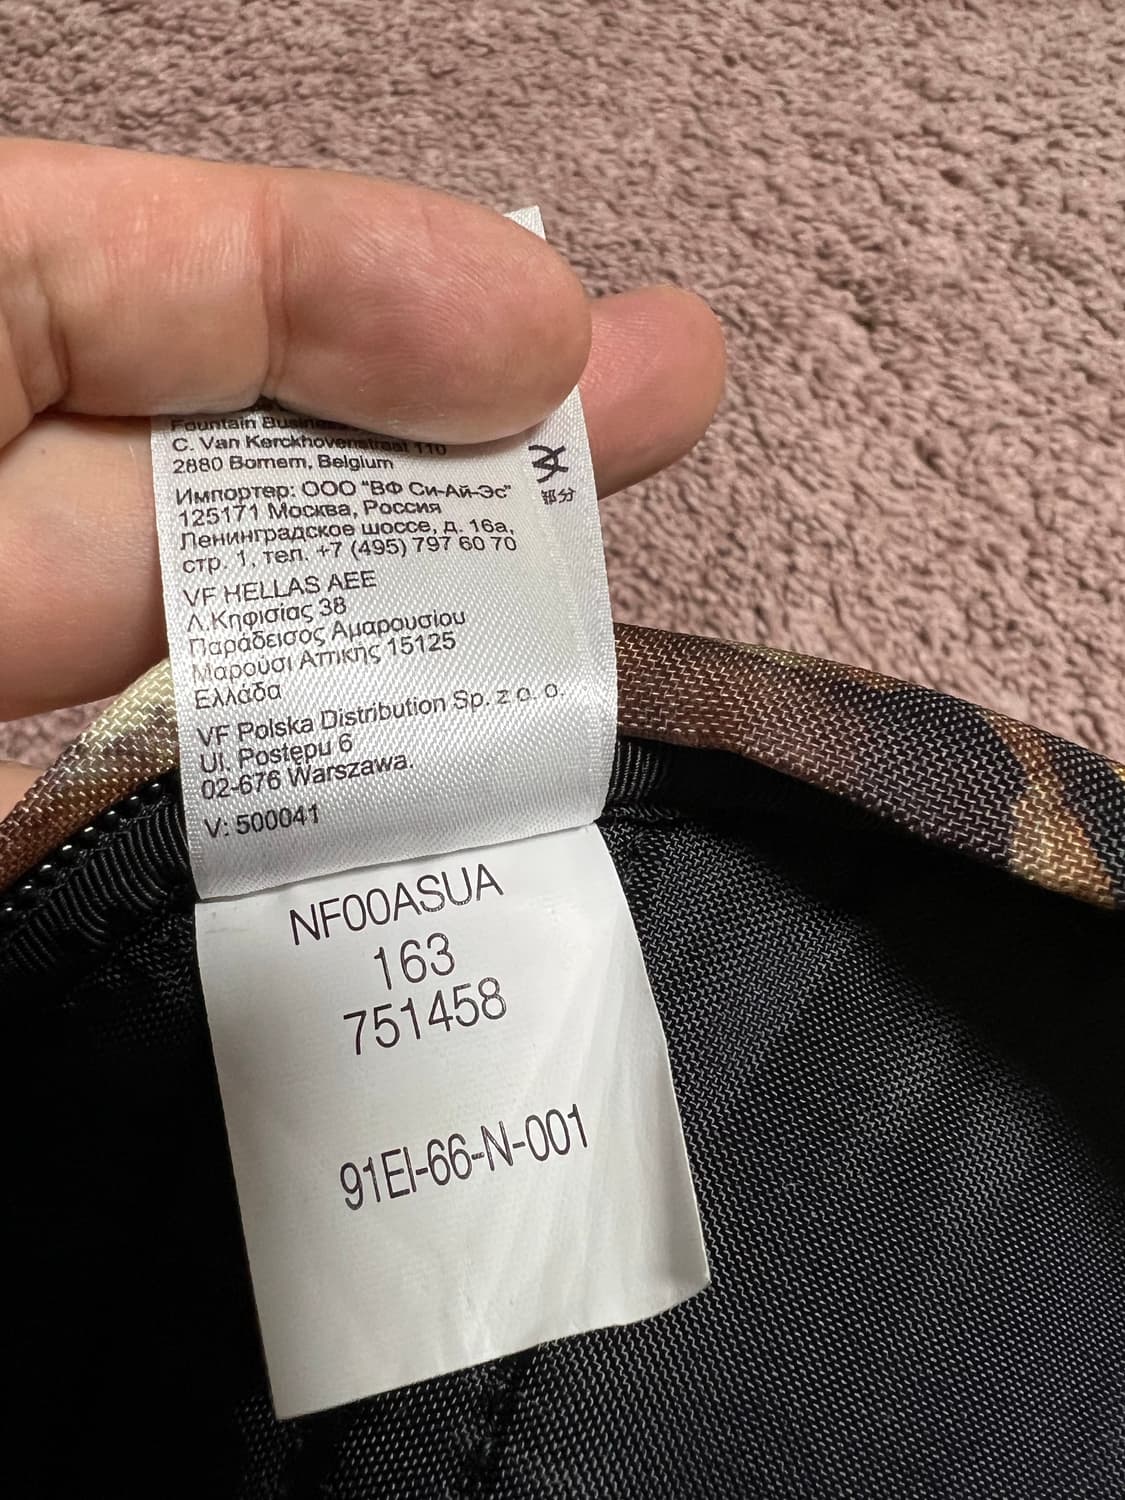 Fountain
C. Van Kerckhovenstraat 110
2880 Bornem, Belgium
Импортер: ООО "ВФ Си-Ай-Эс"
125171 Москва, Россия
Ленинградское шоссе, д. 16а,
стр. 1, тел. +7 (495) 797 60 70
VF HELLAS AEE
Λ.Κηφισίας 38
Παράδεισος Αμαρουσίου
Μαρούσι Αττικής 15125
Ελλάδα
VF Polska Distribution Sp. z o. o.
Ul. Postępu 6
02-676 Warszawa.
V: 500041
部分
NF00ASUA
163
751458
91EI-66-N-001